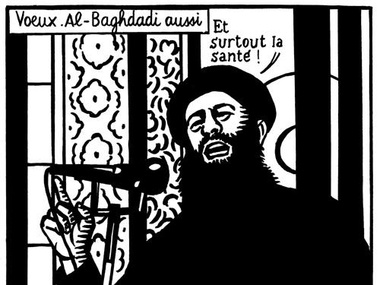 Voeux. Al-Baghdadi aussi
Et
surtout la
santé !